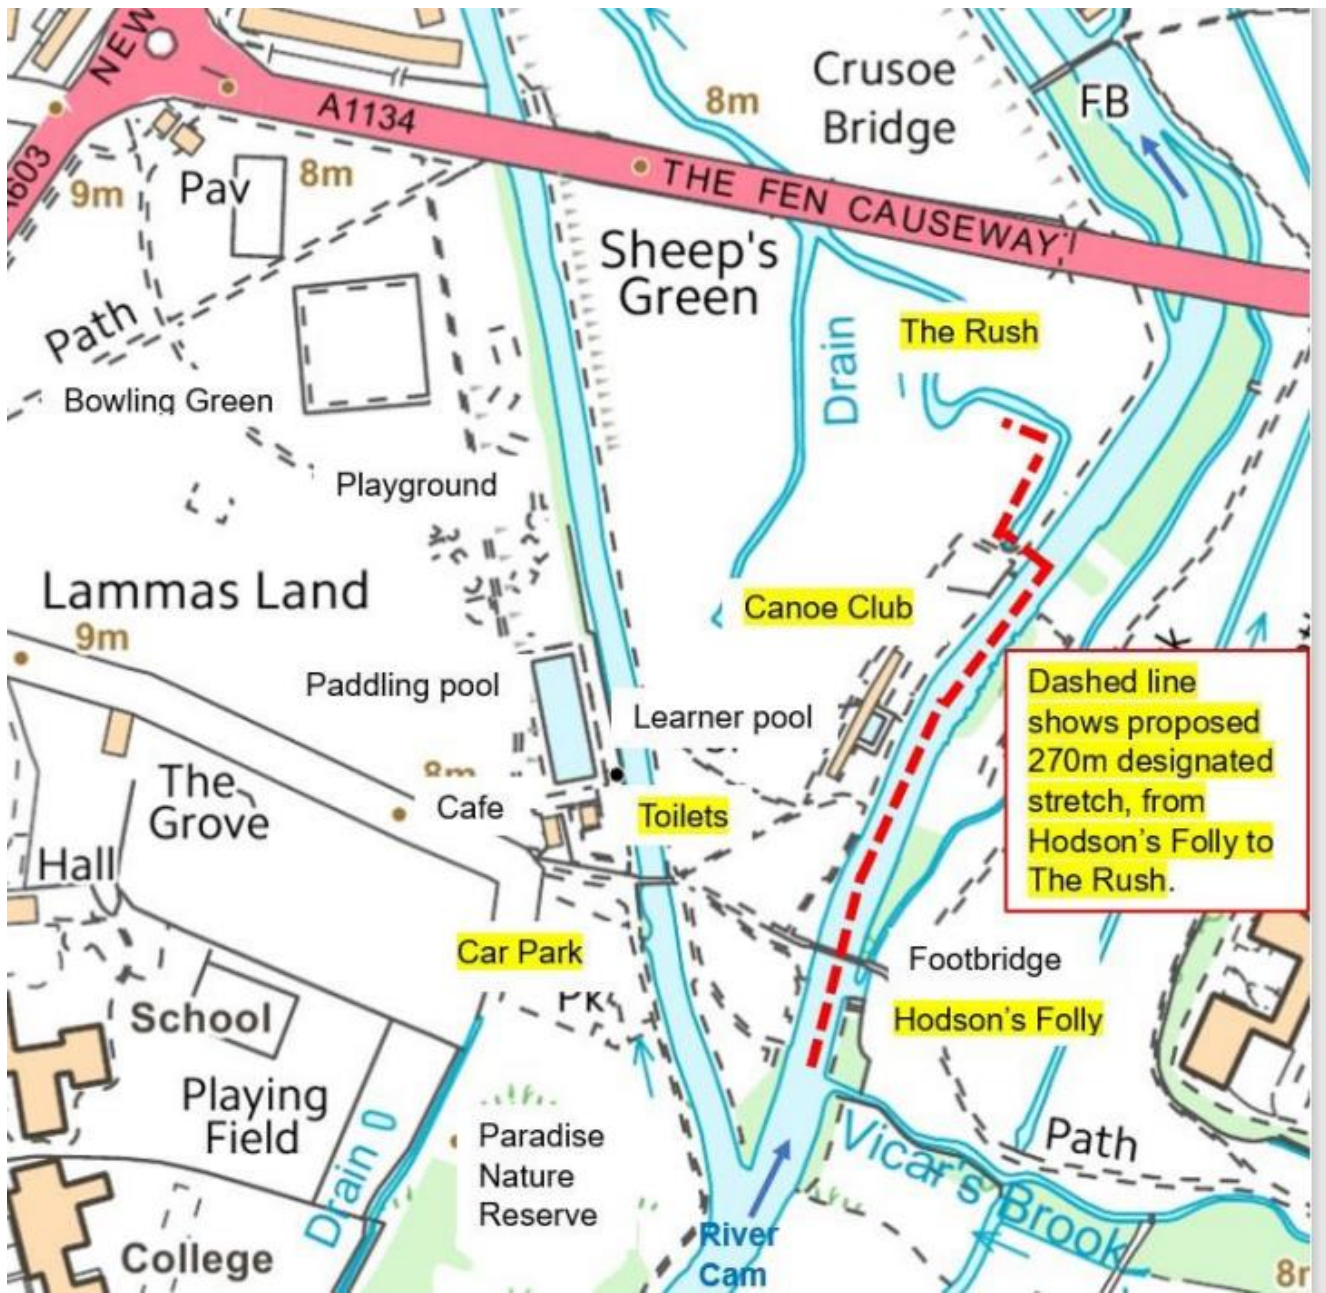 NEW
A1134
THE FEN CAUSEWAY
Crusoe
Bridge
FB
8m
9m
Pav
8m
Path
Sheep's
Green
Drain
The Rush
Bowling Green
Playground
Lammas Land
9m
Canoe Club
Paddling pool
Learner pool
Dashed line
shows proposed
270m designated
stretch, from
Hodson's Folly to
The Rush.
The
Grove
8m
Cafe
Toilets
Hall
Car Park
Footbridge
Hodson's Folly
School
Pk
Playing
Field
Drain
Paradise
Nature
Reserve
Vicar's Brook
Path
College
River
Cam